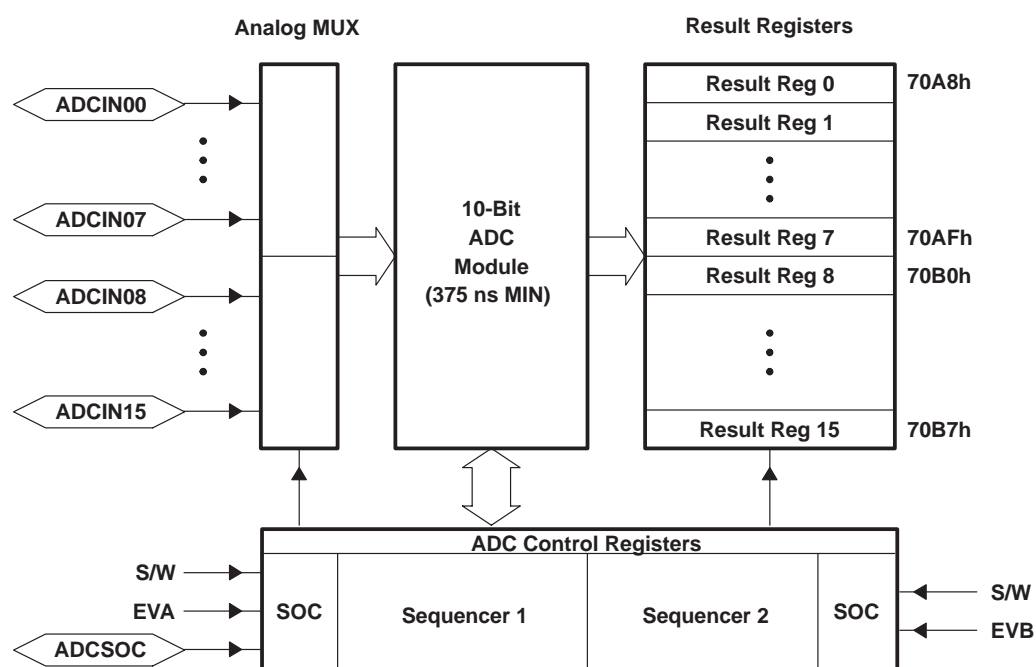 Analog MUX
Result Registers
ADCIN00
ADCIN07
ADCIN08
ADCIN15
10-Bit
ADC
Module
(375 ns MIN)
Result Reg 0
70A8h
Result Reg 1
Result Reg 7
70AFh
Result Reg 8
70B0h
Result Reg 15
70B7h
ADC Control Registers
S/W
EVA
ADCSOC
SOC
Sequencer 1
Sequencer 2
SOC
S/W
EVB